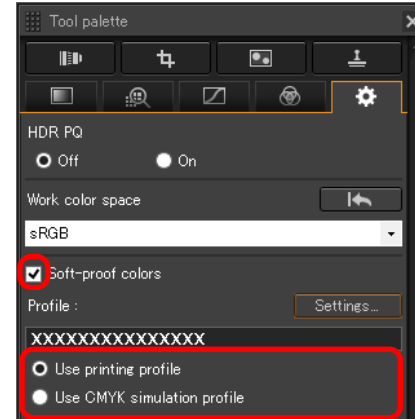 Tool palette
HDR PQ
Off On
Work color space
sRGB
Soft-proof colors
Profile : Settings...
XXXXXXXXXXXXXXX
Use printing profile
Use CMYK simulation profile